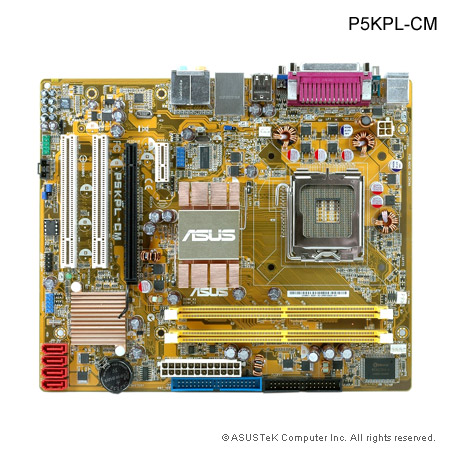 P5KPL-CM
P5KPL-CM
ASUS
ASUS
© ASUSTeK Computer Inc. All rights reserved.